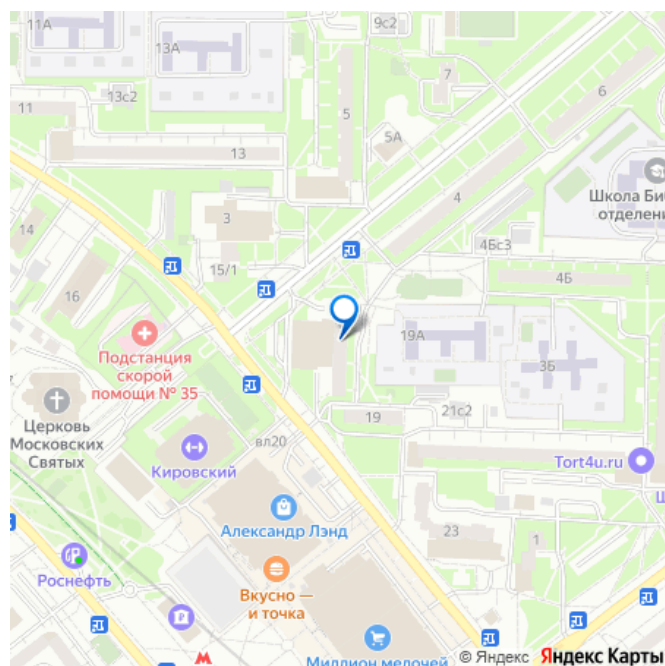 11А
13А
9с2
13с2
7
6
11
5
5А
13
Школа Би
отделени
4
3
14
4Бс3
15/1
4Б
16
Подстанция
скорой
помощи № 35
19А
3Б
Церковь
Московских
Святых
19
21с2
вл20
Кировский
Tort4u.ru
Александр Лэнд
23
1
Роснефть
Вкусно —
и точка
Миллион мелочей
© Яндекс Яндекс Карты